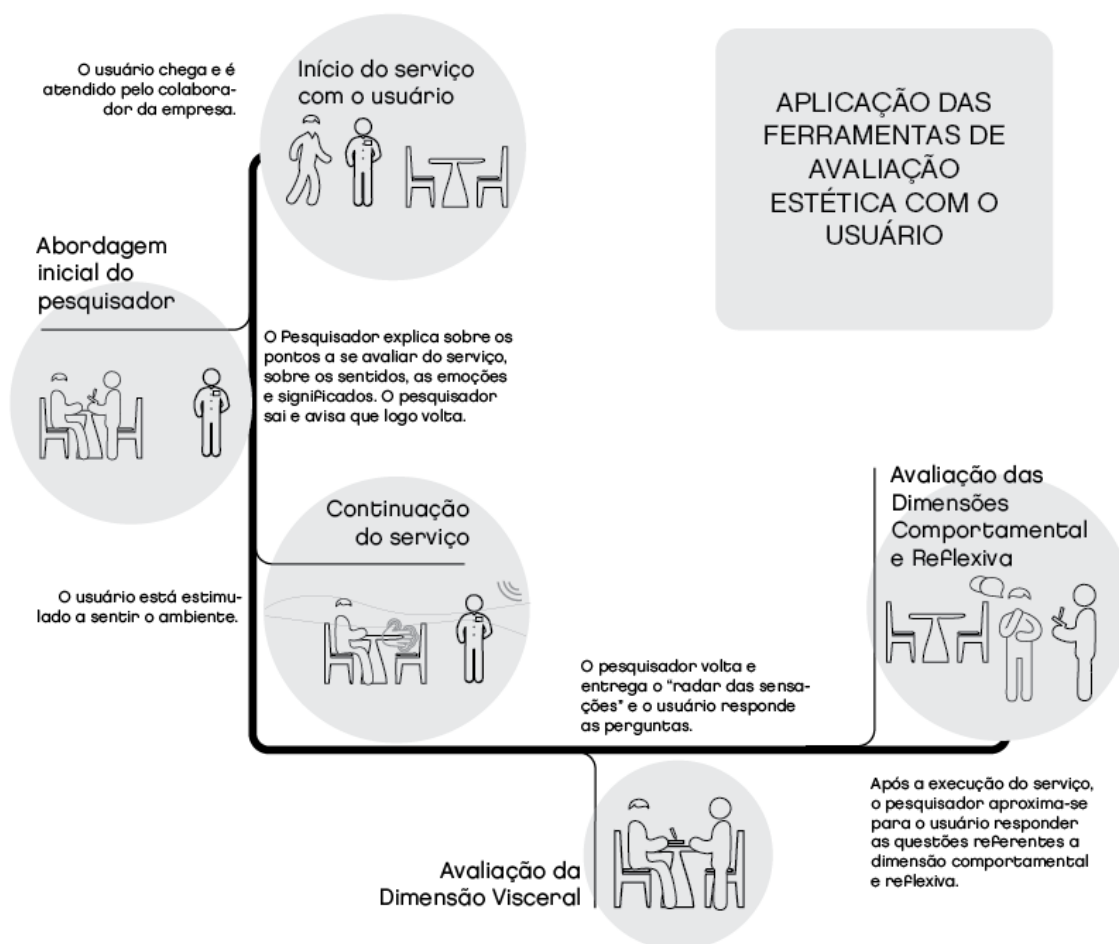 APLICAÇÃO DAS
FERRAMENTAS DE
AVALIAÇÃO
ESTÉTICA COM O
USUÁRIO
O usuário chega e é
atendido pelo colabora-
dor da empresa.
Início do serviço
com o usuário
Abordagem
inicial do
pesquisador
O Pesquisador explica sobre os
pontos a se avaliar do serviço,
sobre os sentidos, as emoções
e significados. O pesquisador
sai e avisa que logo volta.
Continuação
do serviço
O usuário está estimu-
lado a sentir o ambiente.
O pesquisador volta e
entrega o “radar das sensa-
ções” e o usuário responde
as perguntas.
Avaliação da
Dimensão Visceral
Avaliação das
Dimensões
Comportamental
e Reflexiva
Após a execução do serviço,
o pesquisador aproxima-se
para o usuário responder
as questões referentes a
dimensão comportamental
e reflexiva.